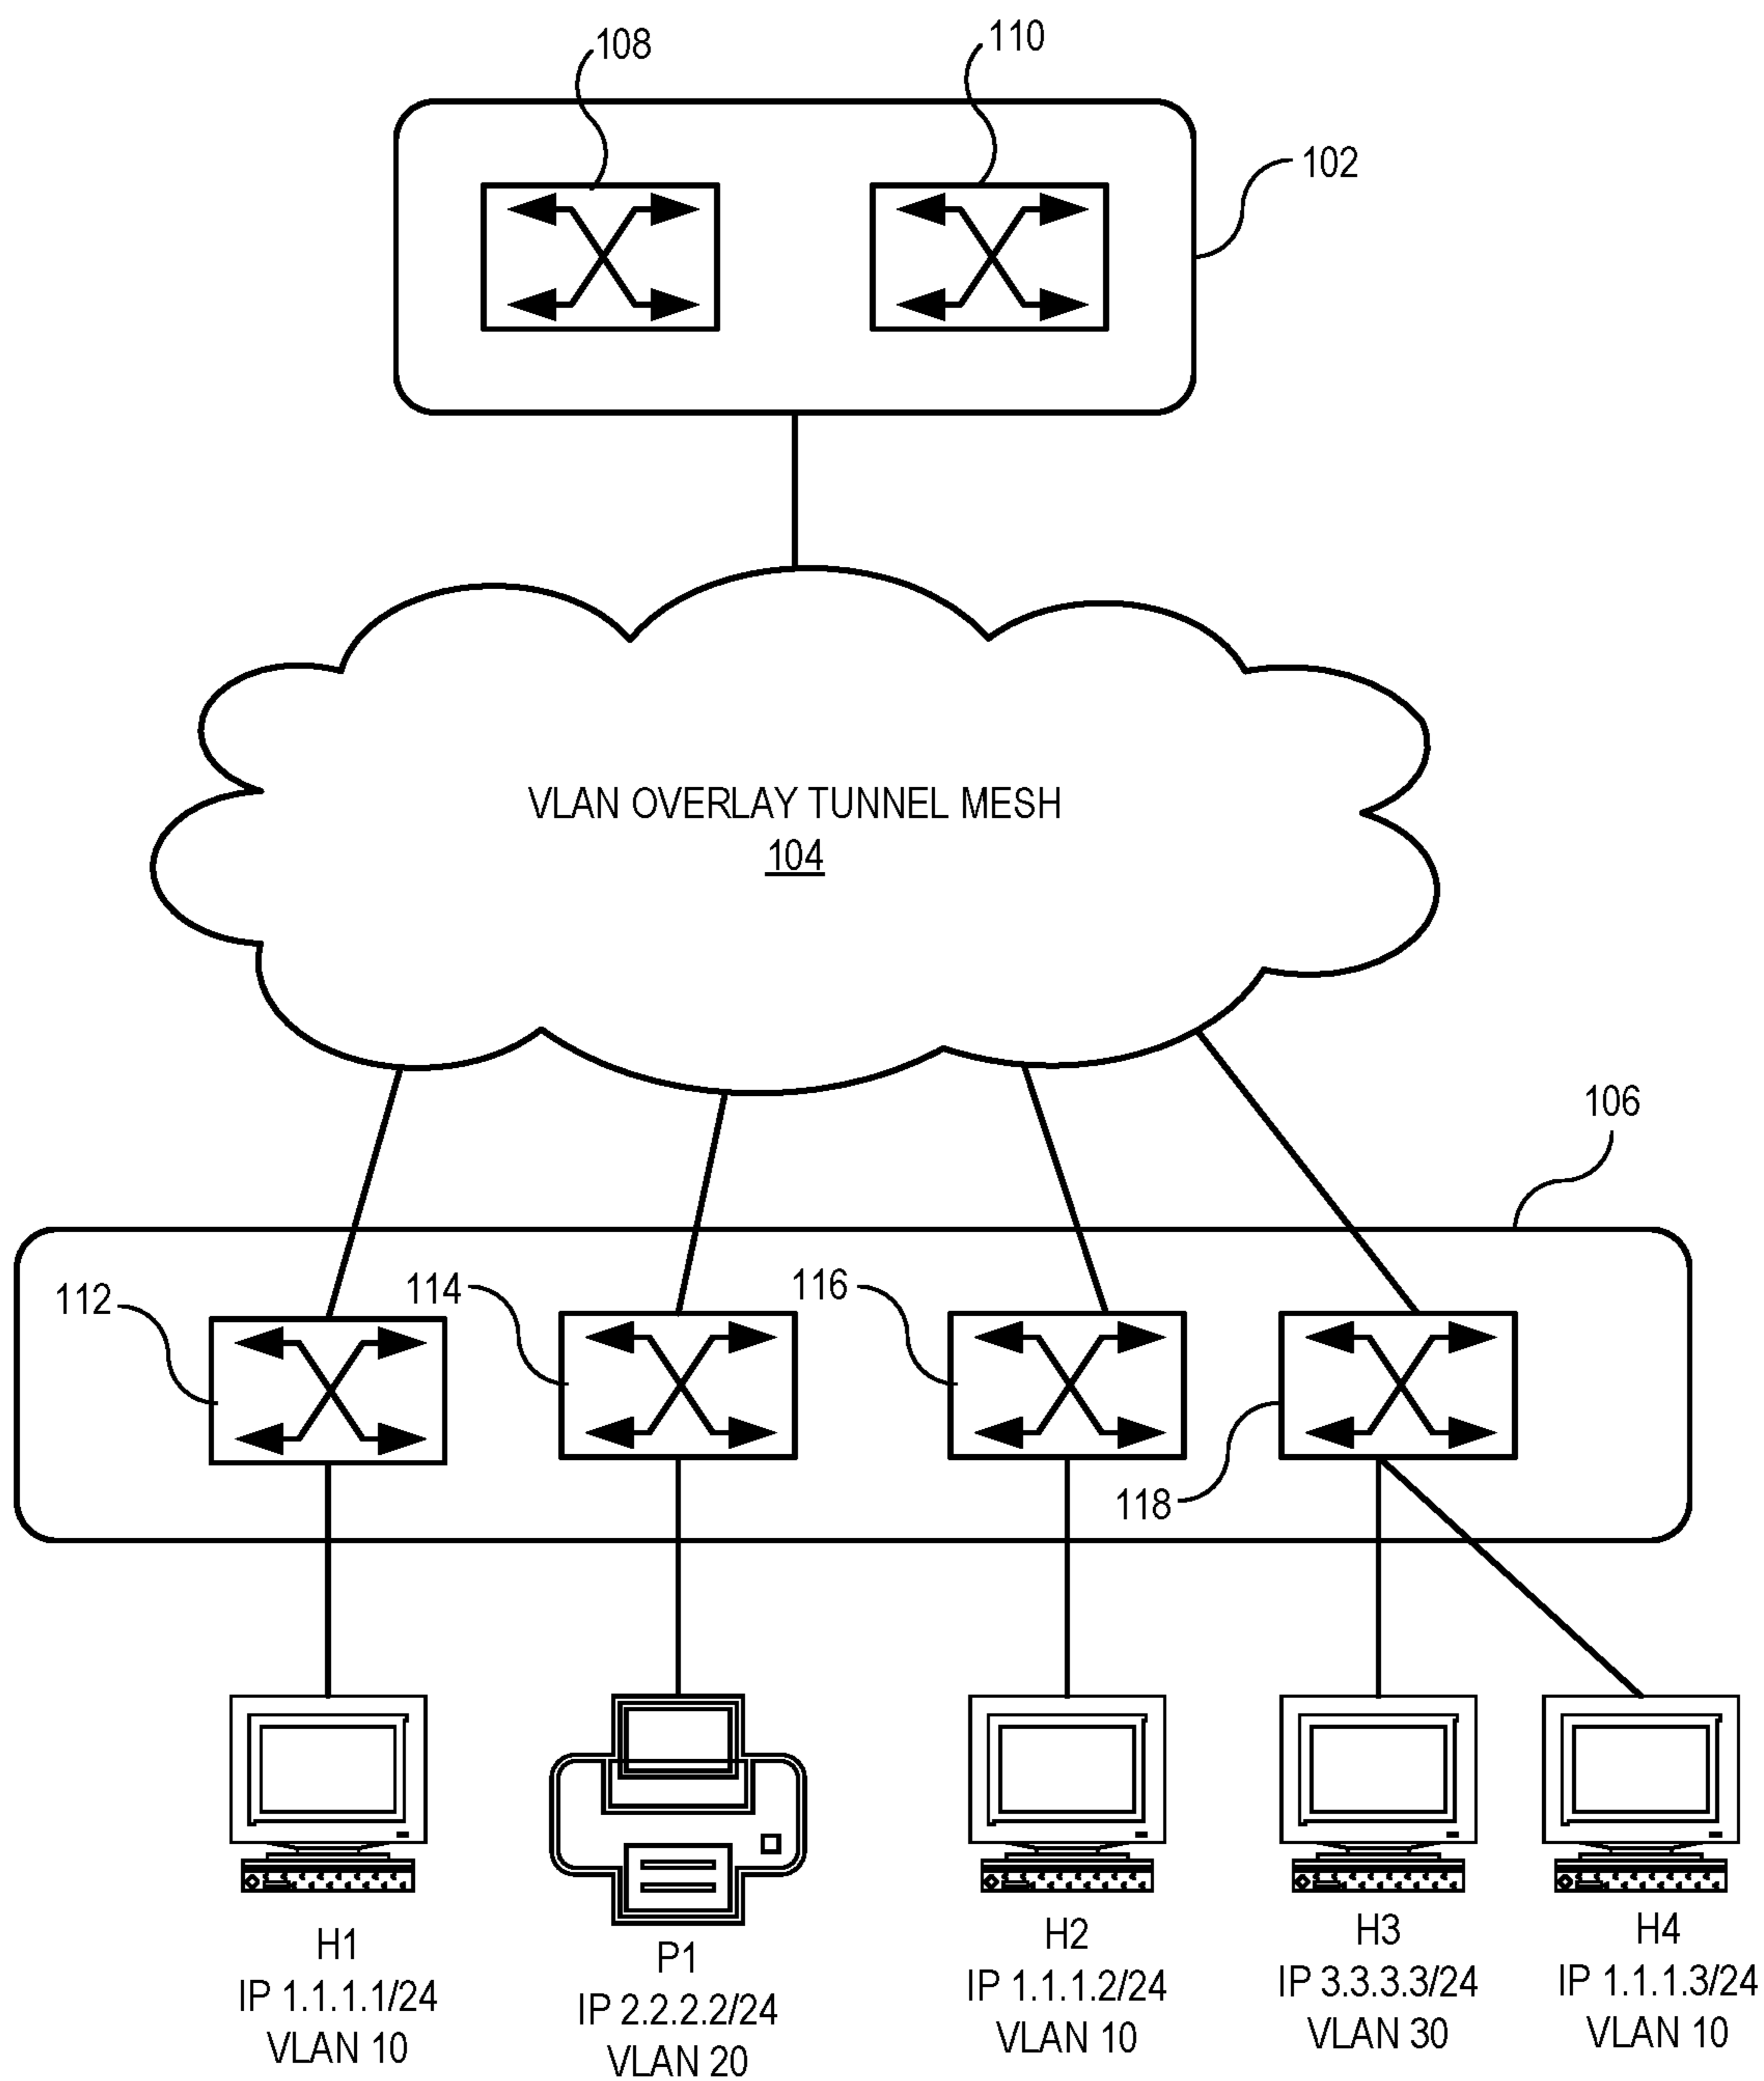 108
110
102
VLAN OVERLAY TUNNEL MESH
104
106
112
114
116
118
H1
IP 1.1.1.1/24
VLAN 10
P1
IP 2.2.2.2/24
VLAN 20
H2
IP 1.1.1.2/24
VLAN 10
H3
IP 3.3.3.3/24
VLAN 30
H4
IP 1.1.1.3/24
VLAN 10